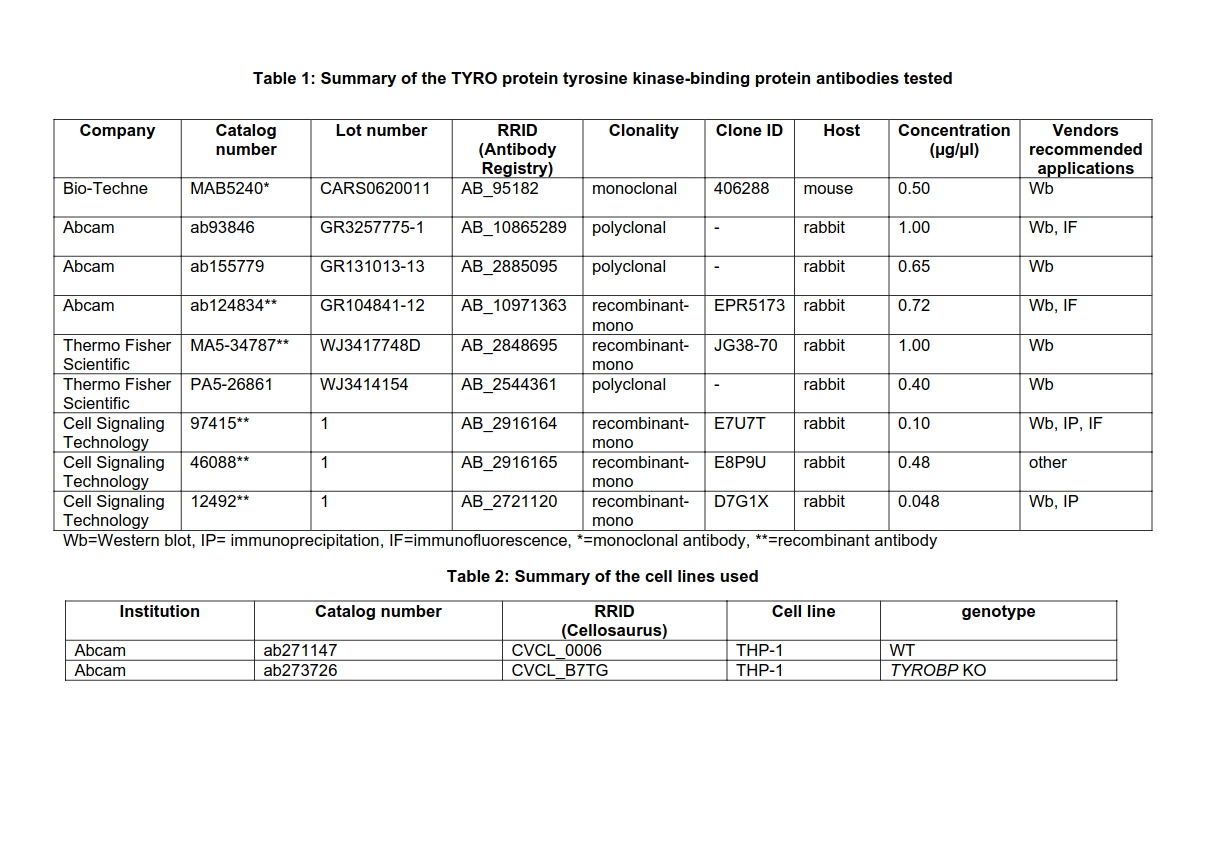 Table 1: Summary of the TYRO protein tyrosine kinase-binding protein antibodies tested
Company Catalog number Lot number RRID (Antibody Registry) Clonality Clone ID Host Concentration (µg/µl) Vendors recommended applications
Bio-Techne MAB5240* CARS0620011 AB_95182 monoclonal 406288 mouse 0.50 Wb
Abcam ab93846 GR3257775-1 AB_10865289 polyclonal - rabbit 1.00 Wb, IF
Abcam ab155779 GR131013-13 AB_2885095 polyclonal - rabbit 0.65 Wb
Abcam ab124834** GR104841-12 AB_10971363 recombinant-mono EPR5173 rabbit 0.72 Wb, IF
Thermo Fisher Scientific MA5-34787** WJ3417748D AB_2848695 recombinant-mono JG38-70 rabbit 1.00 Wb
Thermo Fisher Scientific PA5-26861 WJ3414154 AB_2544361 polyclonal - rabbit 0.40 Wb
Cell Signaling Technology 97415** 1 AB_2916164 recombinant-mono E7U7T rabbit 0.10 Wb, IP, IF
Cell Signaling Technology 46088** 1 AB_2916165 recombinant-mono E8P9U rabbit 0.48 other
Cell Signaling Technology 12492** 1 AB_2721120 recombinant-mono D7G1X rabbit 0.048 Wb, IP
Wb=Western blot, IP= immunoprecipitation, IF=immunofluorescence, *=monoclonal antibody, **=recombinant antibody
Table 2: Summary of the cell lines used
Institution Catalog number RRID (Cellosaurus) Cell line genotype
Abcam ab271147 CVCL_0006 THP-1 WT
Abcam ab273726 CVCL_B7TG THP-1 TYROBP KO